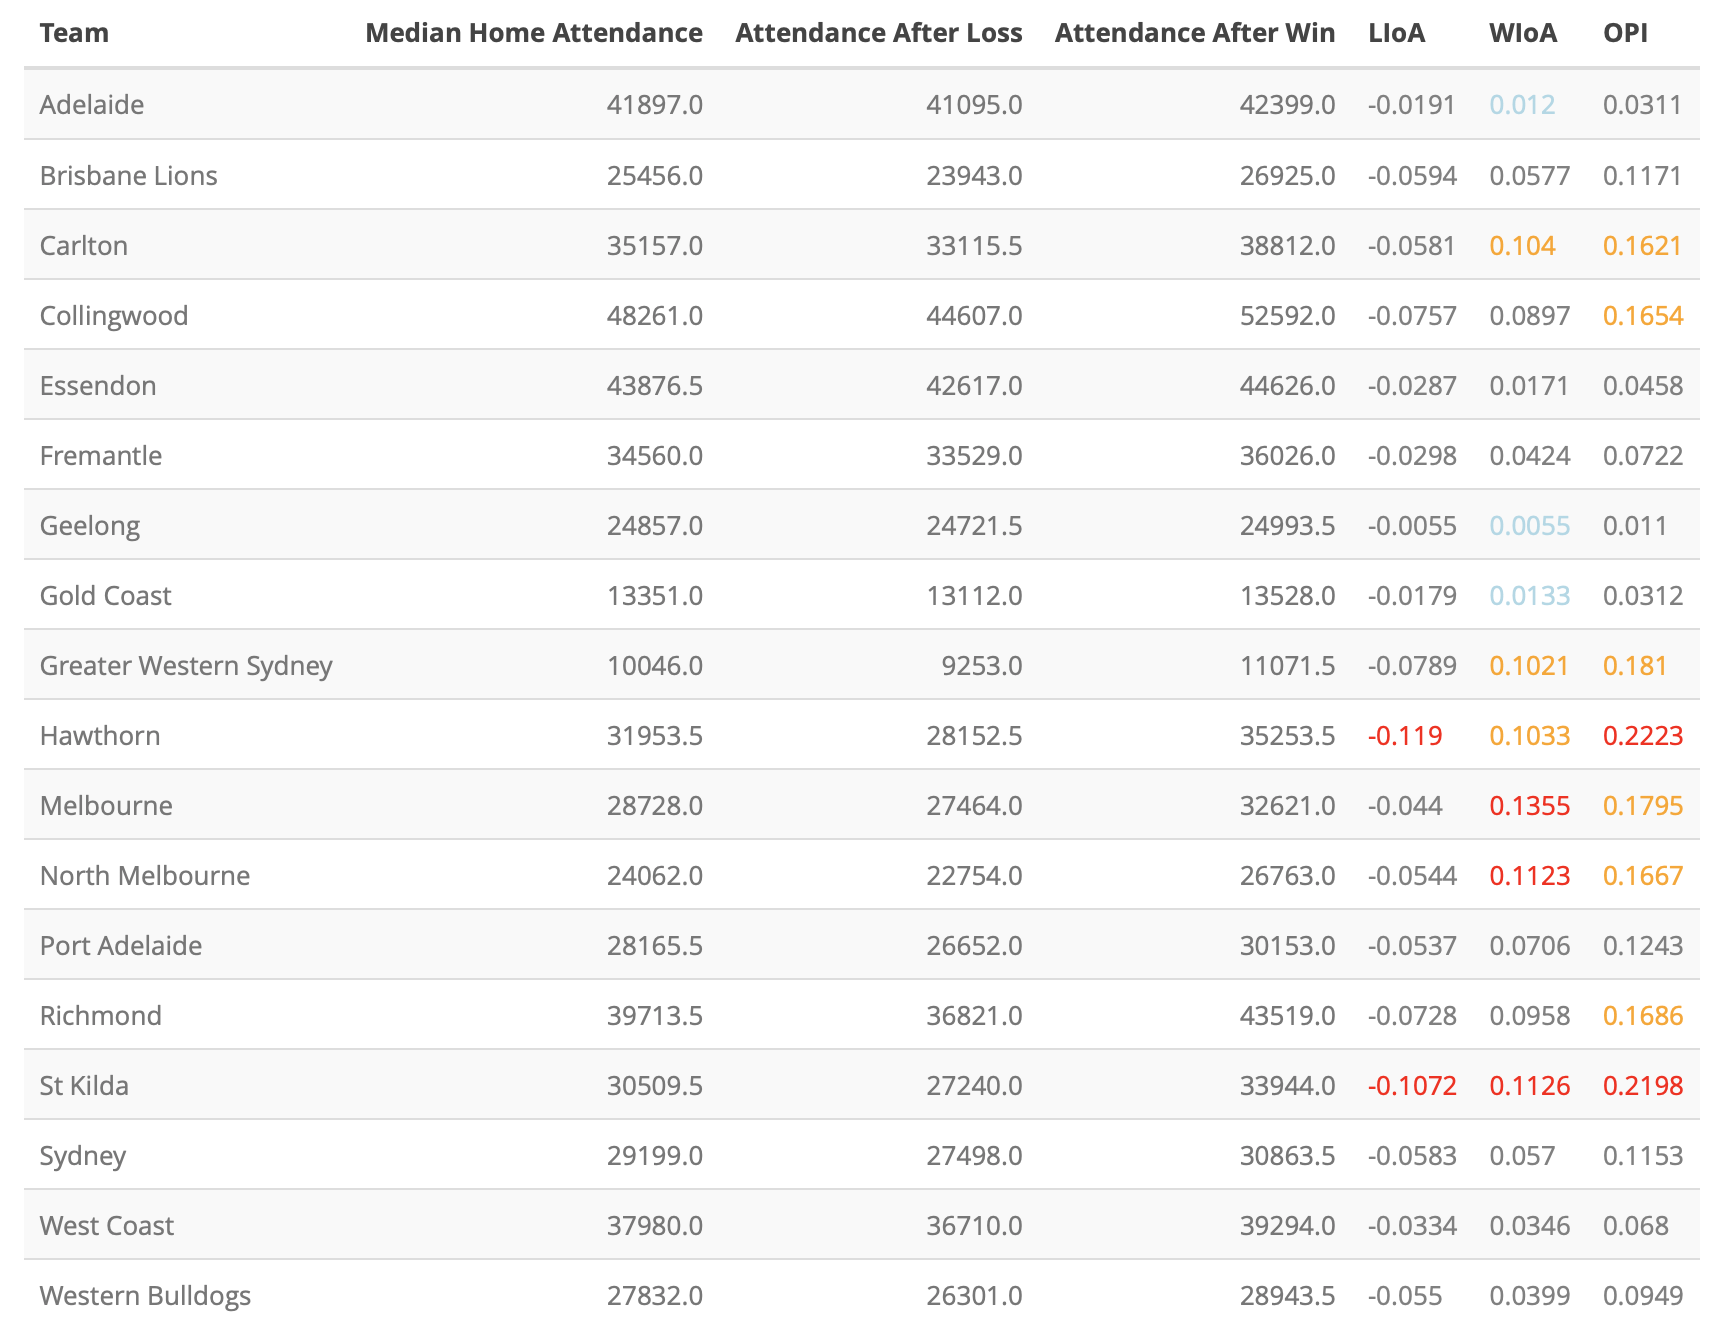 Team Median Home Attendance Attendance After Loss Attendance After Win LIoA WIoA OPI
Adelaide 41897.0 41095.0 42399.0 -0.0191 0.012 0.0311
Brisbane Lions 25456.0 23943.0 26925.0 -0.0594 0.0577 0.1171
Carlton 35157.0 33115.5 38812.0 -0.0581 0.104 0.1621
Collingwood 48261.0 44607.0 52592.0 -0.0757 0.0897 0.1654
Essendon 43876.5 42617.0 44626.0 -0.0287 0.0171 0.0458
Fremantle 34560.0 33529.0 36026.0 -0.0298 0.0424 0.0722
Geelong 24857.0 24721.5 24993.5 -0.0055 0.0055 0.011
Gold Coast 13351.0 13112.0 13528.0 -0.0179 0.0133 0.0312
Greater Western Sydney 10046.0 9253.0 11071.5 -0.0789 0.1021 0.181
Hawthorn 31953.5 28152.5 35253.5 -0.119 0.1033 0.2223
Melbourne 28728.0 27464.0 32621.0 -0.044 0.1355 0.1795
North Melbourne 24062.0 22754.0 26763.0 -0.0544 0.1123 0.1667
Port Adelaide 28165.5 26652.0 30153.0 -0.0537 0.0706 0.1243
Richmond 39713.5 36821.0 43519.0 -0.0728 0.0958 0.1686
St Kilda 30509.5 27240.0 33944.0 -0.1072 0.1126 0.2198
Sydney 29199.0 27498.0 30863.5 -0.0583 0.057 0.1153
West Coast 37980.0 36710.0 39294.0 -0.0334 0.0346 0.068
Western Bulldogs 27832.0 26301.0 28943.5 -0.055 0.0399 0.0949